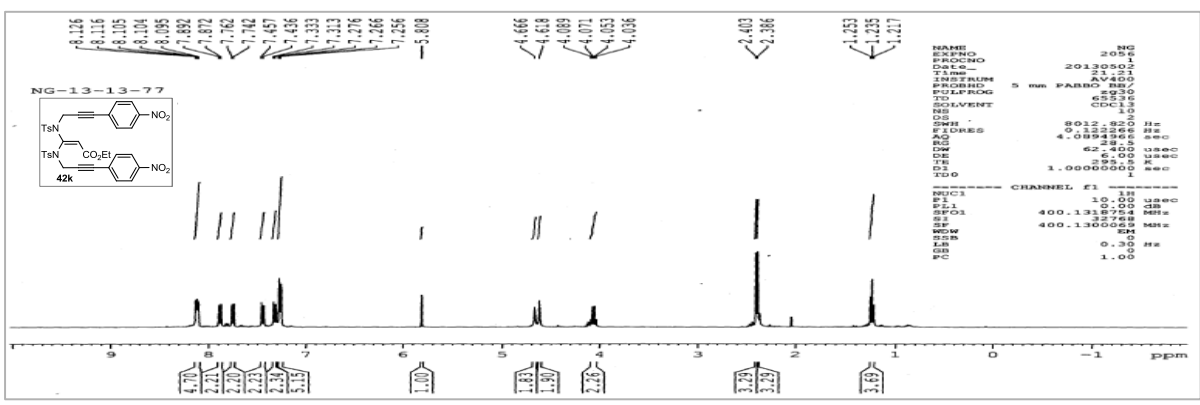 8.126 8.116 8.105 8.104 8.095 7.892 7.872 7.762 7.742 7.457 7.436 7.333 7.313 7.276 7.266 7.256 5.808 4.666 4.618 4.089 4.071 4.053 4.036 2.403 2.386 1.253 1.235 1.217
NG-13-13-77
NO2
TsN
CO2Et
TsN
NO2
42k
NAME NG
EXPNO 2056
PROCNO 1
Date_ 20130502
Time 21.21
INSTRUM AV400
PROBHD 5 mm PABBO BB/
PULPROG zg30
TD 65536
SOLVENT CDCl3
NS 10
DS 2
SWH 8012.820 Hz
FIDRES 0.122266 Hz
AQ 4.0894966 sec
RG 28.5
DW 62.400 usec
DE 6.00 usec
TE 295.5 K
D1 1.00000000 sec
TD0 1
======== CHANNEL f1 ========
NUC1 1H
P1 10.00 usec
PL1 0.00 dB
SFO1 400.1318754 MHz
SI 32768
SF 400.1300069 MHz
WDW EM
SSB 0
LB 0.30 Hz
GB 0
PC 1.00
9 8 7 6 5 4 3 2 1 0 -1 ppm
4.70 2.21 2.20 2.23 2.34 5.15 1.00 1.83 1.90 2.26 3.29 3.29 3.69